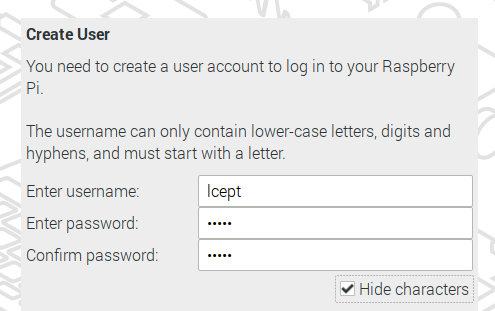 Create User
You need to create a user account to log in to your Raspberry
Pi.
The username can only contain lower-case letters, digits and
hyphens, and must start with a letter.
Enter username: lcept
Enter password: •••••
Confirm password: •••••
Hide characters